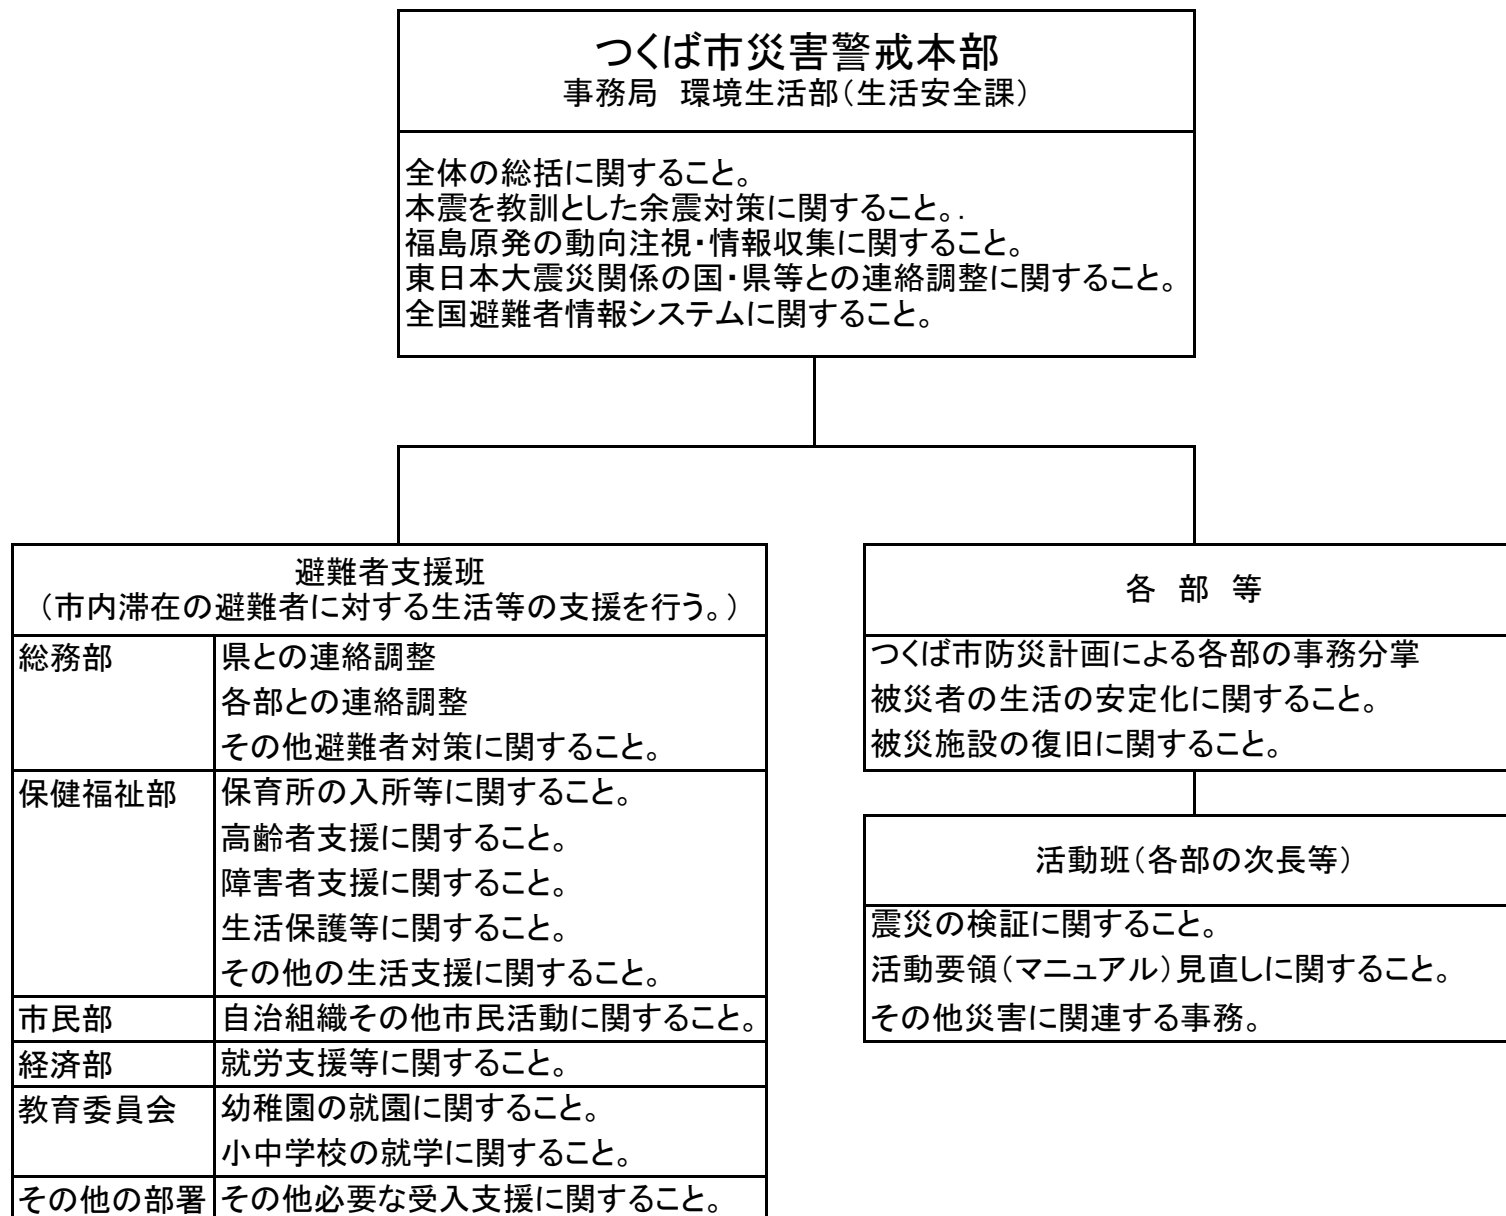 つくば市災害警戒本部
事務局　環境生活部（生活安全課）
全体の総括に関すること。
本震を教訓とした余震対策に関すること。.
福島原発の動向注視・情報収集に関すること。
東日本大震災関係の国・県等との連絡調整に関すること。
全国避難者情報システムに関すること。
避難者支援班
（市内滞在の避難者に対する生活等の支援を行う。）
総務部
県との連絡調整
各部との連絡調整
その他避難者対策に関すること。
保健福祉部
保育所の入所等に関すること。
高齢者支援に関すること。
障害者支援に関すること。
生活保護等に関すること。
その他の生活支援に関すること。
市民部
自治組織その他市民活動に関すること。
経済部
就労支援等に関すること。
教育委員会
幼稚園の就園に関すること。
小中学校の就学に関すること。
その他の部署
その他必要な受入支援に関すること。
各　部　等
つくば市防災計画による各部の事務分掌
被災者の生活の安定化に関すること。
被災施設の復旧に関すること。
活動班（各部の次長等）
震災の検証に関すること。
活動要領（マニュアル）見直しに関すること。
その他災害に関連する事務。